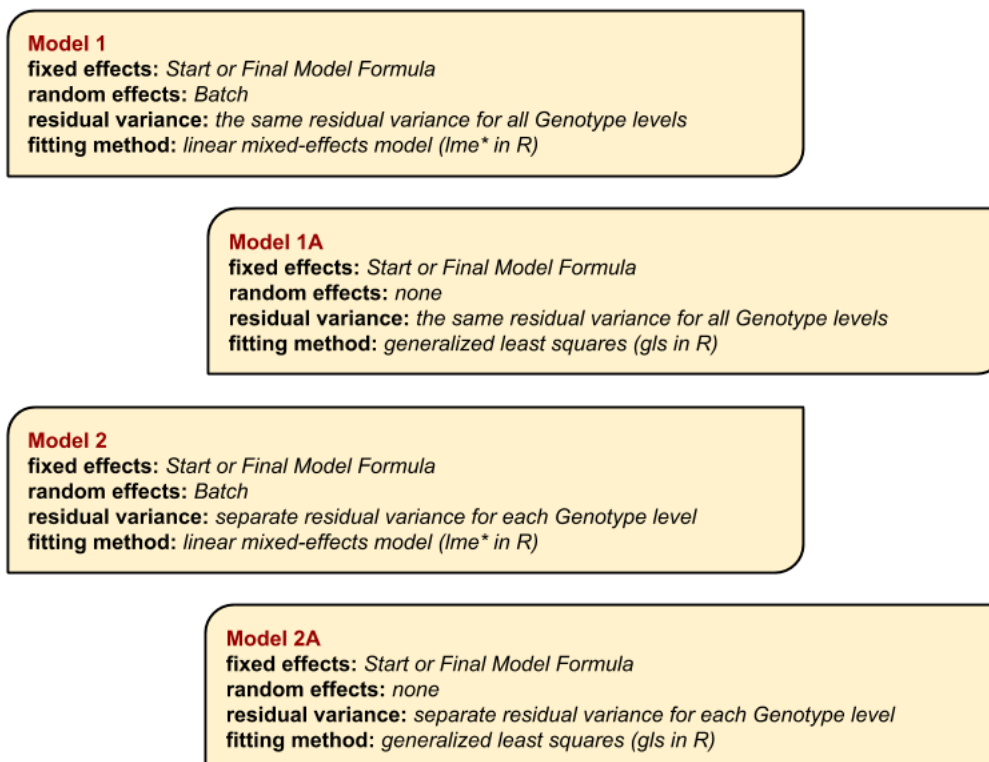 Model 1
fixed effects: Start or Final Model Formula
random effects: Batch
residual variance: the same residual variance for all Genotype levels
fitting method: linear mixed-effects model (lme* in R)
Model 1A
fixed effects: Start or Final Model Formula
random effects: none
residual variance: the same residual variance for all Genotype levels
fitting method: generalized least squares (gls in R)
Model 2
fixed effects: Start or Final Model Formula
random effects: Batch
residual variance: separate residual variance for each Genotype level
fitting method: linear mixed-effects model (lme* in R)
Model 2A
fixed effects: Start or Final Model Formula
random effects: none
residual variance: separate residual variance for each Genotype level
fitting method: generalized least squares (gls in R)